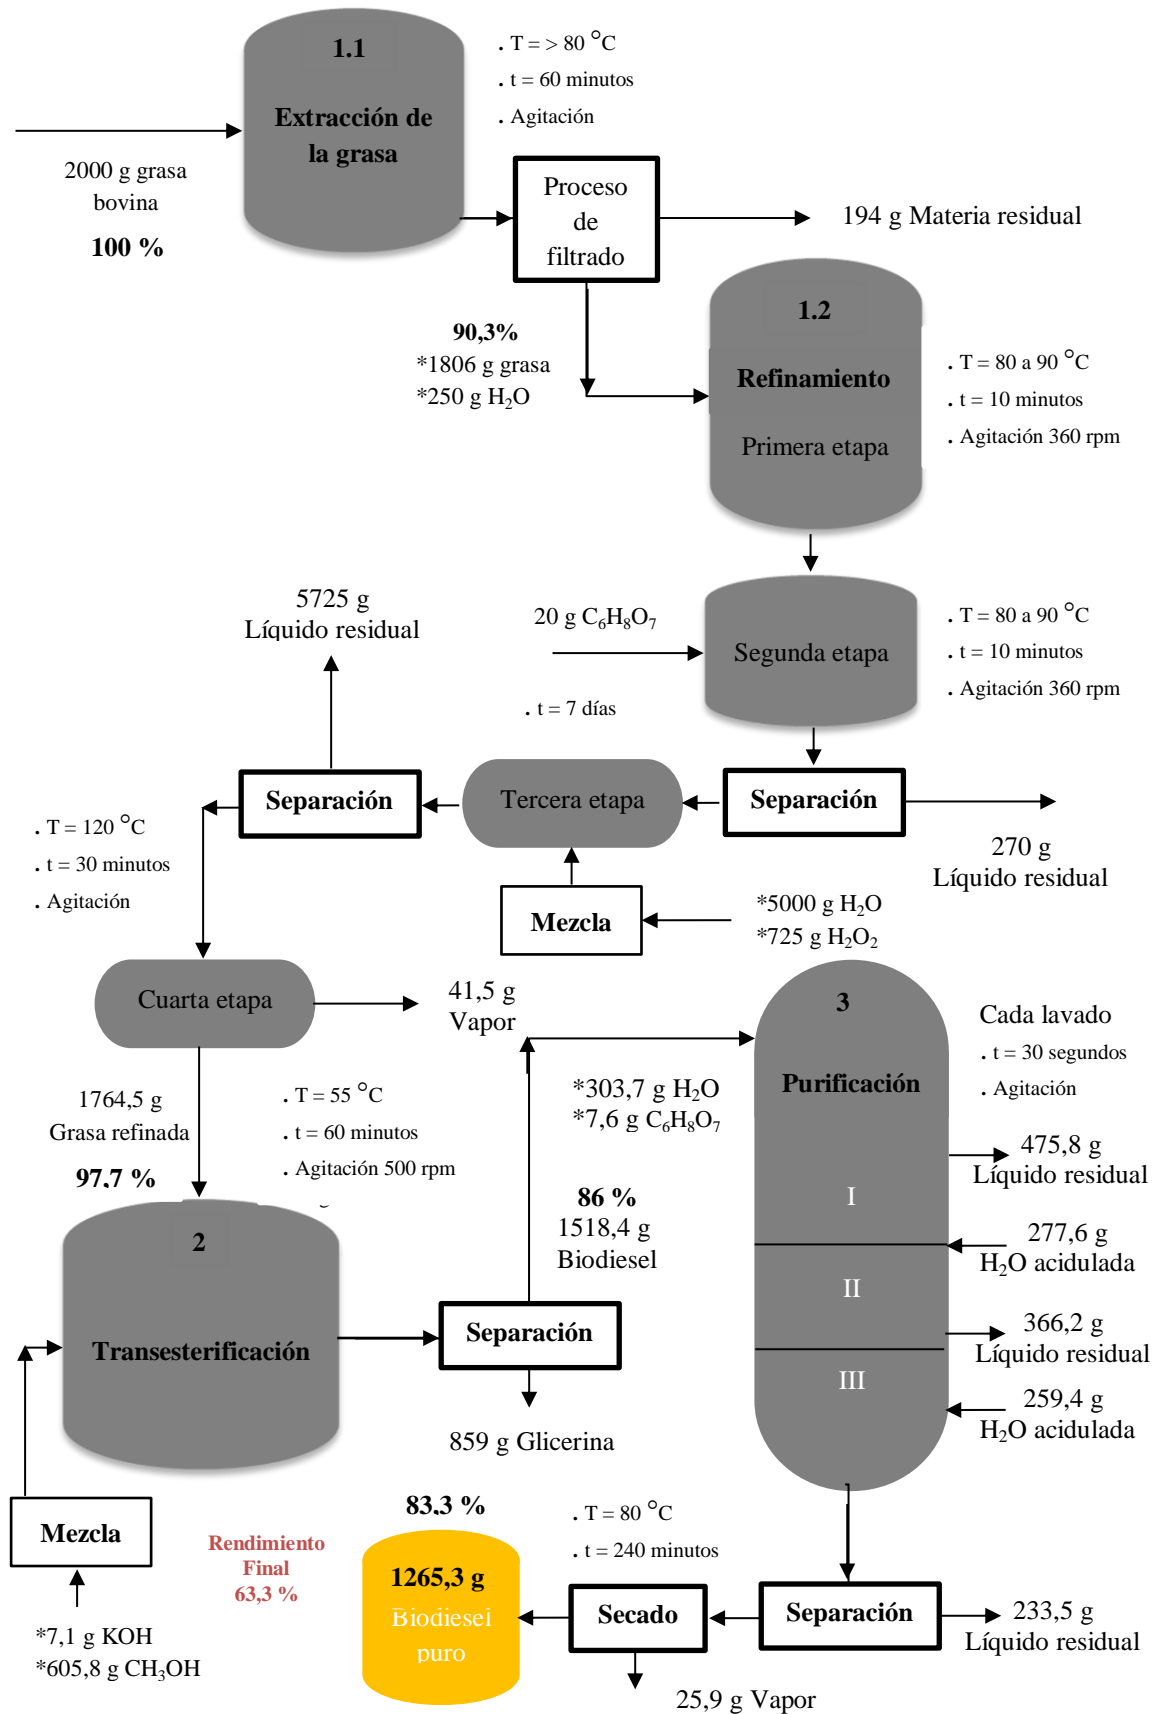 1.1
Extracción de
la grasa
. T = > 80 °C
. t = 60 minutos
. Agitación
2000 g grasa
bovina
100 %
Proceso
de
filtrado
194 g Materia residual
90,3%
*1806 g grasa
*250 g H₂O
1.2
Refinamiento
Primera etapa
. T = 80 a 90 °C
. t = 10 minutos
. Agitación 360 rpm
5725 g
Líquido residual
20 g C₆H₈O₇
Segunda etapa
. T = 80 a 90 °C
. t = 10 minutos
. Agitación 360 rpm
. t = 7 días
Separación
Tercera etapa
Separación
270 g
Líquido residual
. T = 120 °C
. t = 30 minutos
. Agitación
Mezcla
*5000 g H₂O
*725 g H₂O₂
Cuarta etapa
41,5 g
Vapor
3
Purificación
Cada lavado
. t = 30 segundos
. Agitación
*303,7 g H₂O
*7,6 g C₆H₈O₇
1764,5 g
Grasa refinada
97,7 %
. T = 55 °C
. t = 60 minutos
. Agitación 500 rpm
475,8 g
Líquido residual
86 %
1518,4 g
Biodiesel
I
277,6 g
H₂O acidulada
II
2
Transesterificación
Separación
366,2 g
Líquido residual
III
259,4 g
H₂O acidulada
859 g Glicerina
Mezcla
*7,1 g KOH
*605,8 g CH₃OH
Rendimiento
Final
63,3 %
83,3 %
1265,3 g
Biodiesel
puro
. T = 80 °C
. t = 240 minutos
Secado
Separación
233,5 g
Líquido residual
25,9 g Vapor